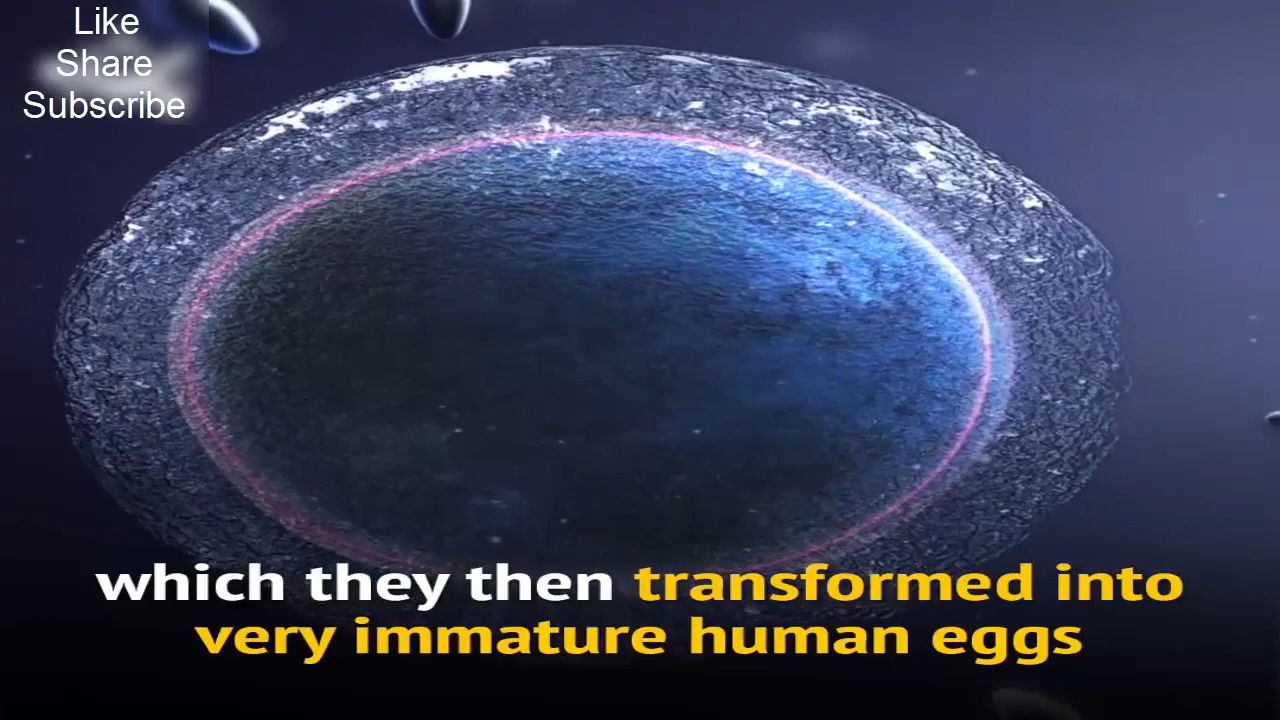 Like
Share
Subscribe
which they then transformed into
very immature human eggs